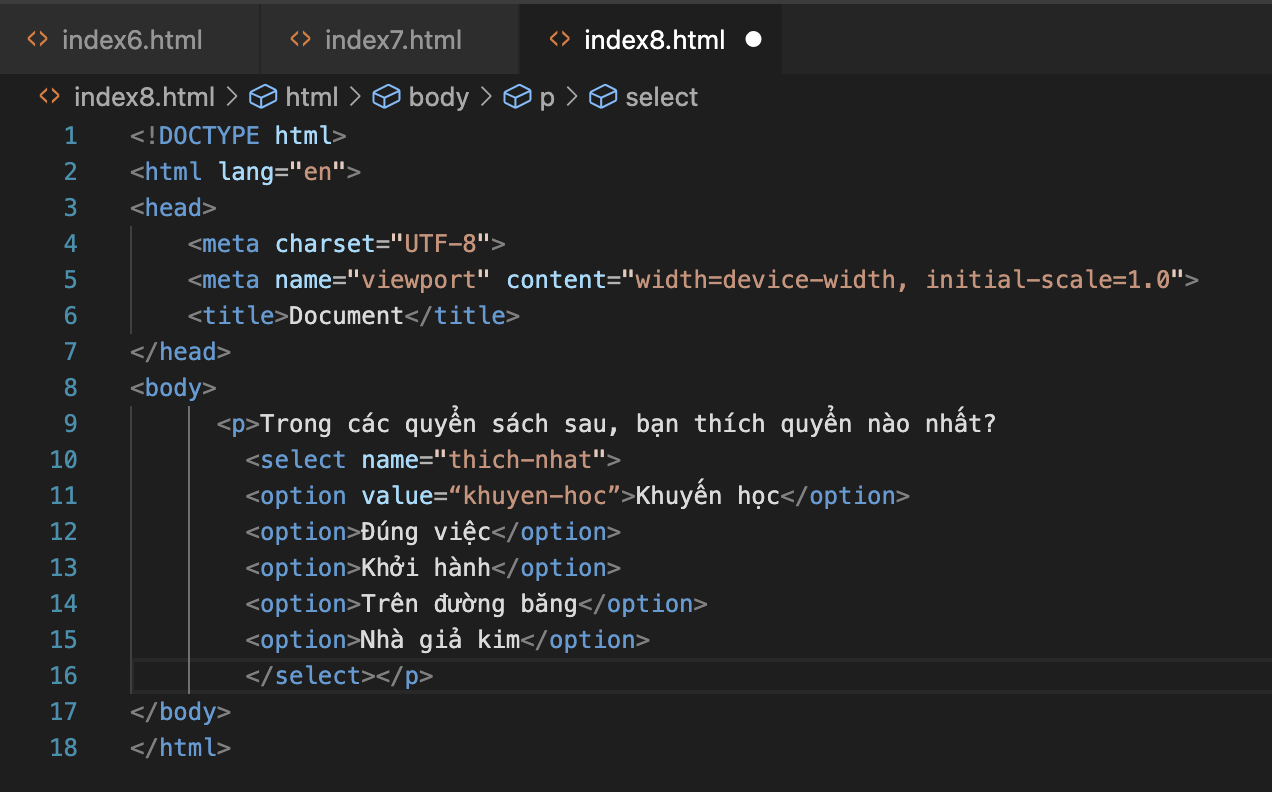 index6.html index7.html index8.html
index8.html > html > body > p > select
1 <!DOCTYPE html>
2 <html lang="en">
3 <head>
4     <meta charset="UTF-8">
5     <meta name="viewport" content="width=device-width, initial-scale=1.0">
6     <title>Document</title>
7 </head>
8 <body>
9       <p>Trong các quyển sách sau, bạn thích quyển nào nhất?
10         <select name="thich-nhat">
11         <option value=“khuyen-hoc”>Khuyến học</option>
12         <option>Đúng việc</option>
13         <option>Khởi hành</option>
14         <option>Trên đường băng</option>
15         <option>Nhà giả kim</option>
16         </select></p>
17 </body>
18 </html>